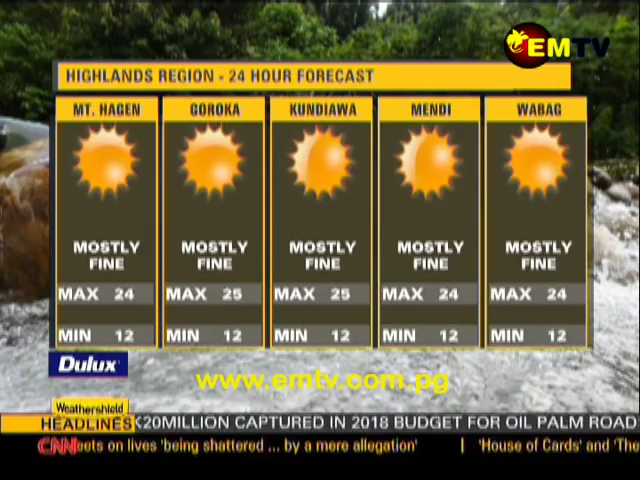 EMTV
HIGHLANDS REGION - 24 HOUR FORECAST
MT. HAGEN GOROKA KUNDIAWA MENDI WABAG
MOSTLY FINE MOSTLY FINE MOSTLY FINE MOSTLY FINE MOSTLY FINE
MAX 24 MAX 25 MAX 25 MAX 24 MAX 24
MIN 12 MIN 12 MIN 12 MIN 12 MIN 12
Dulux
www.emtv.com.pg
Weathershield
HEADLINES K20MILLION CAPTURED IN 2018 BUDGET FOR OIL PALM ROAD
CNN eets on lives 'being shattered ... by a mere allegation' | 'House of Cards' and 'The